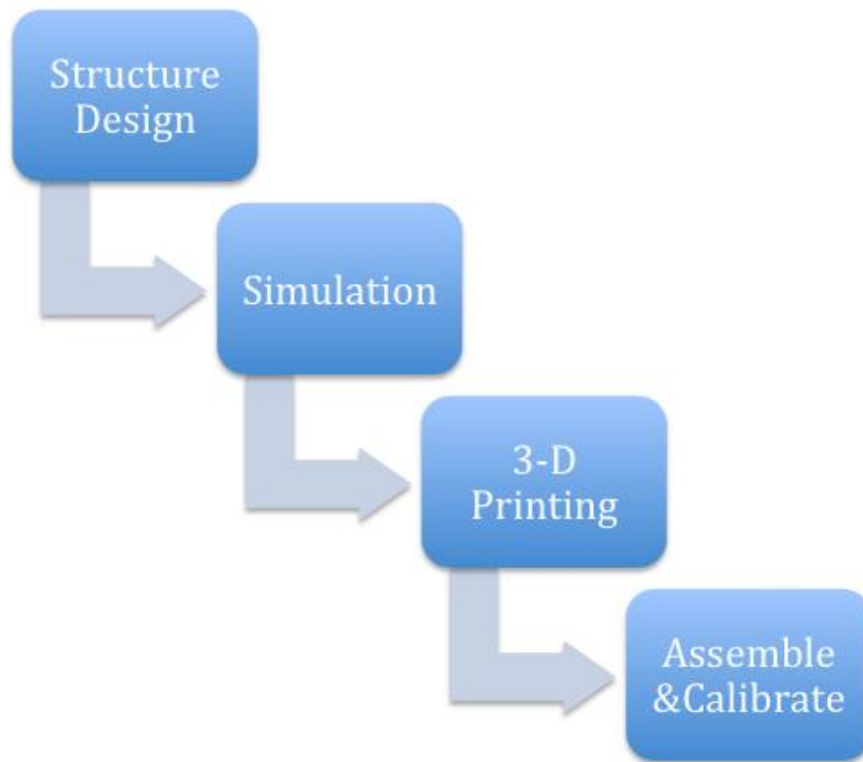 Structure
Design
Simulation
3-D
Printing
Assemble
&Calibrate